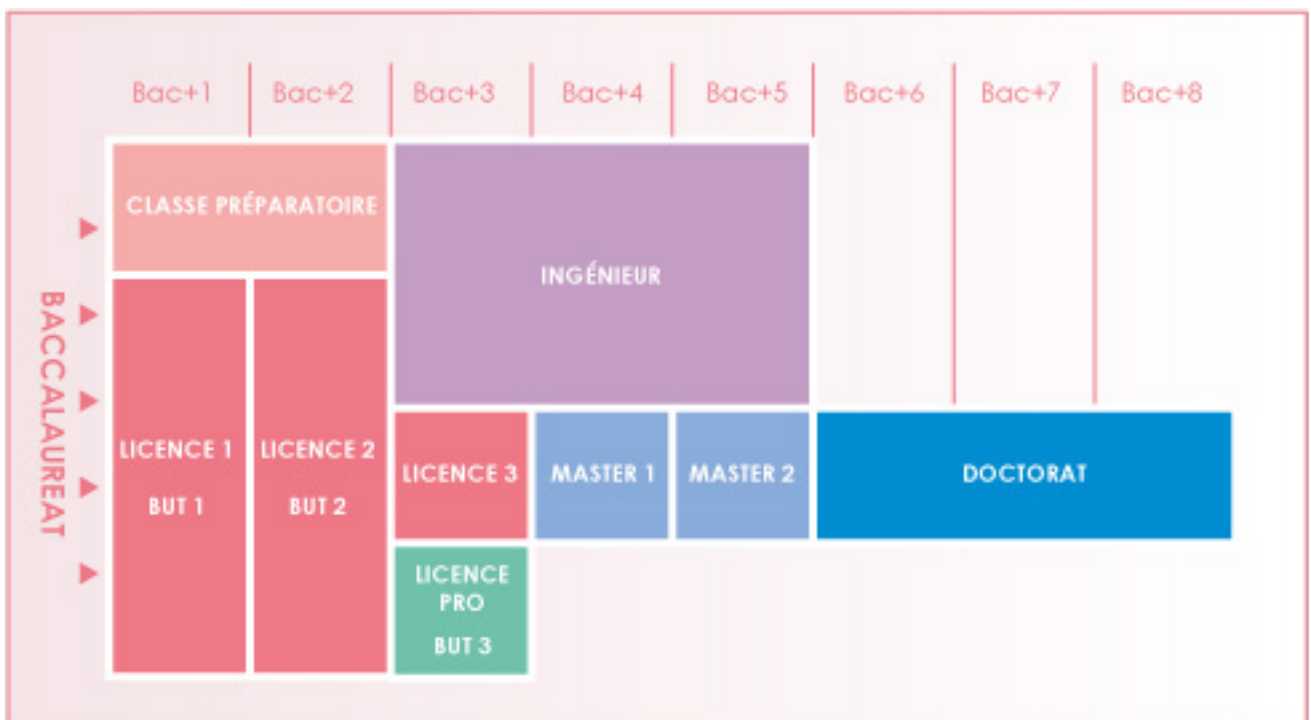 Bac+1
Bac+2
Bac+3
Bac+4
Bac+5
Bac+6
Bac+7
Bac+8
BACCALAUREAT
CLASSE PRÉPARATOIRE
INGÉNIEUR
LICENCE 1
BUT 1
LICENCE 2
BUT 2
LICENCE 3
MASTER 1
MASTER 2
DOCTORAT
LICENCE
PRO
BUT 3